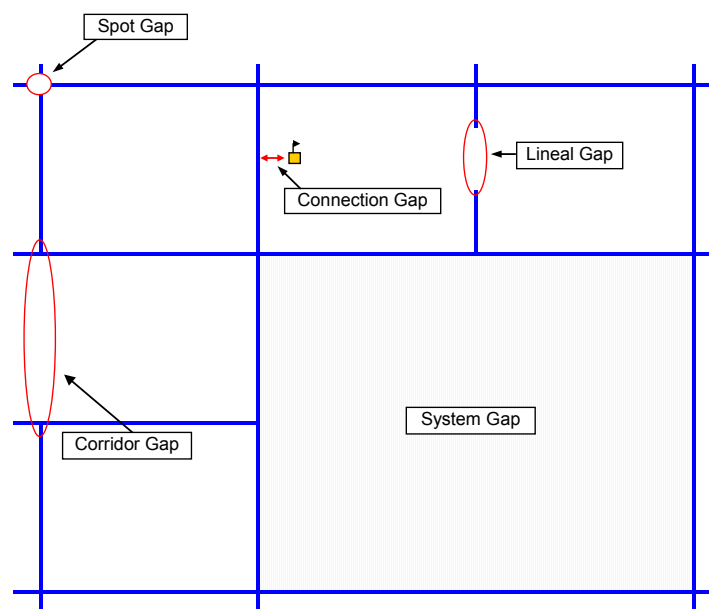 Spot Gap
Lineal Gap
Connection Gap
System Gap
Corridor Gap